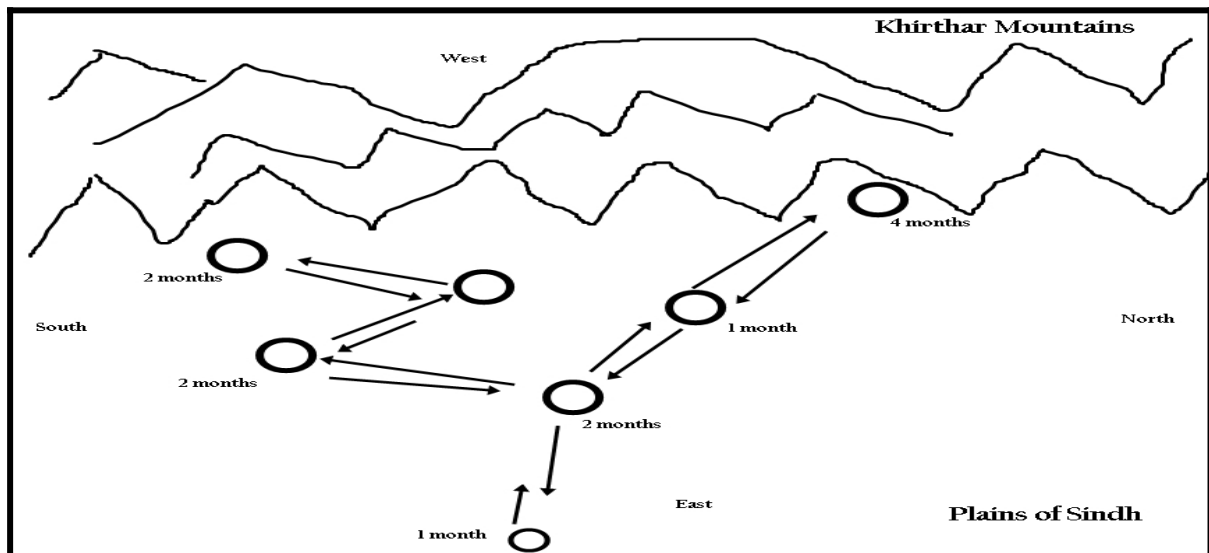 Khirthar Mountains
West
4 months
2 months
South
North
1 month
2 months
2 months
East
Plains of Sindh
1 month